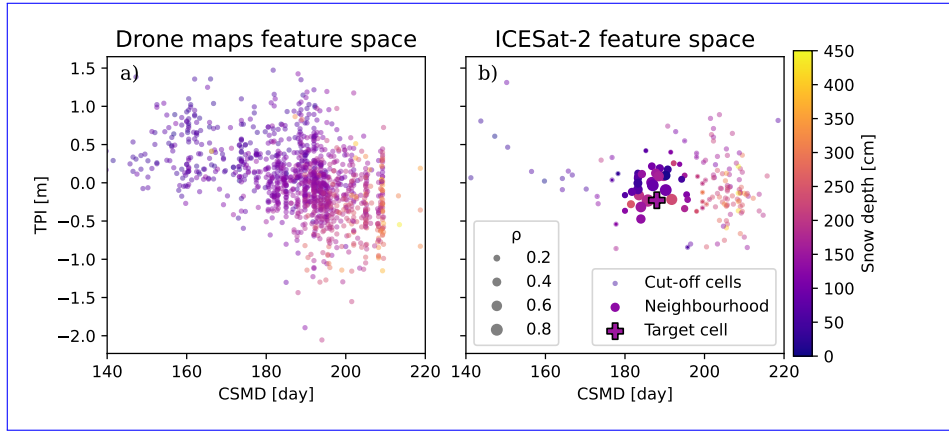 Drone maps feature space
ICESat-2 feature space
a)
b)
1.0
0.5
0.0
−0.5
−1.0
−1.5
−2.0
TPI [m]
140 160 180 200 220
CSMD [day]
ρ
0.2
0.4
0.6
0.8
Cut-off cells
Neighbourhood
Target cell
140 160 180 200 220
CSMD [day]
450
400
350
300
250
200
150
100
50
0
Snow depth [cm]